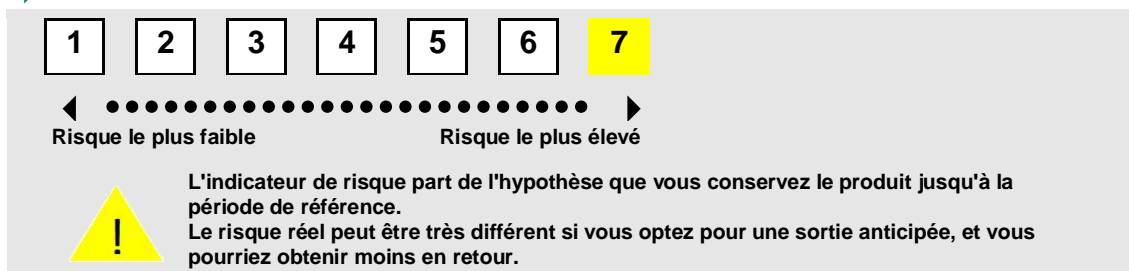 1 2 3 4 5 6 7
Risque le plus faible Risque le plus élevé
L'indicateur de risque part de l'hypothèse que vous conservez le produit jusqu'à la
période de référence.
Le risque réel peut être très différent si vous optez pour une sortie anticipée, et vous
pourriez obtenir moins en retour.
!